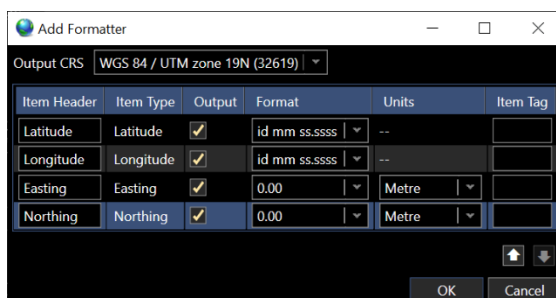 Add Formatter
Output CRS WGS 84 / UTM zone 19N (32619)
Item Header Item Type Output Format Units Item Tag
Latitude Latitude id mm ss.ssss --
Longitude Longitude id mm ss.ssss --
Easting Easting 0.00 Metre
Northing Northing 0.00 Metre
OK Cancel